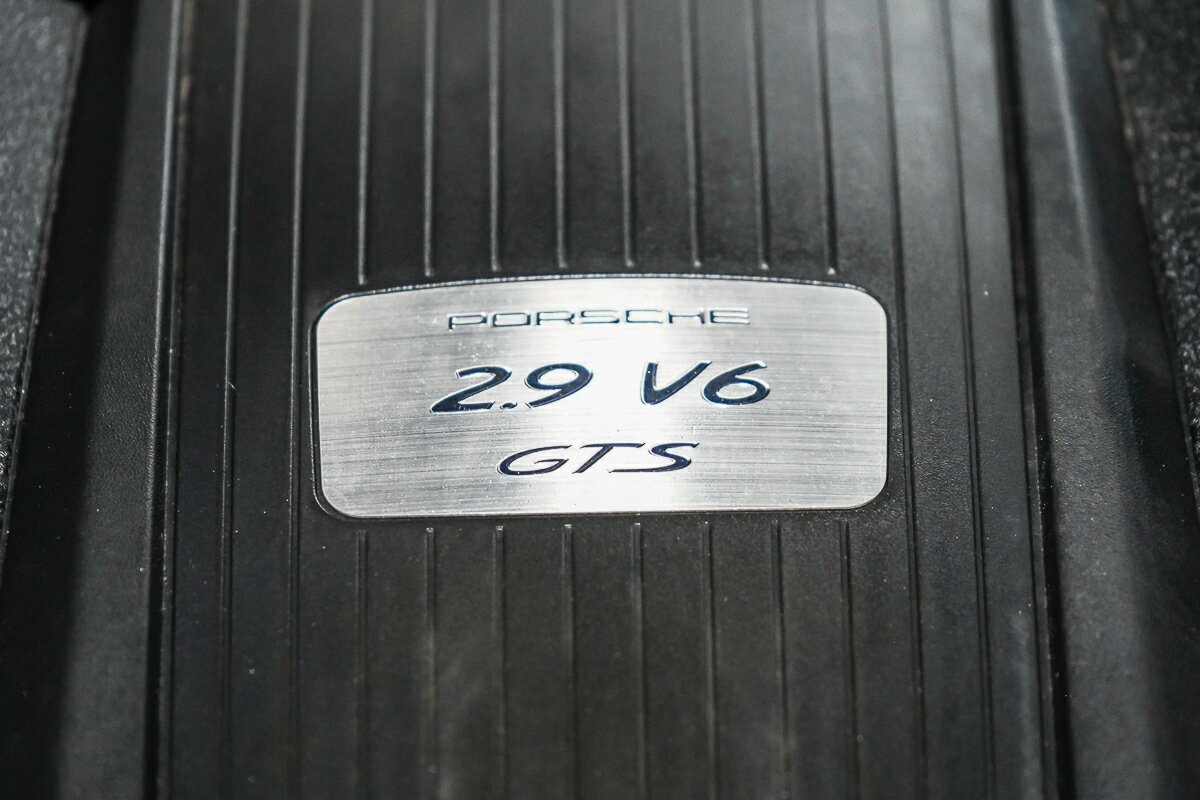 PORSCHE
2.9 V6
GTS